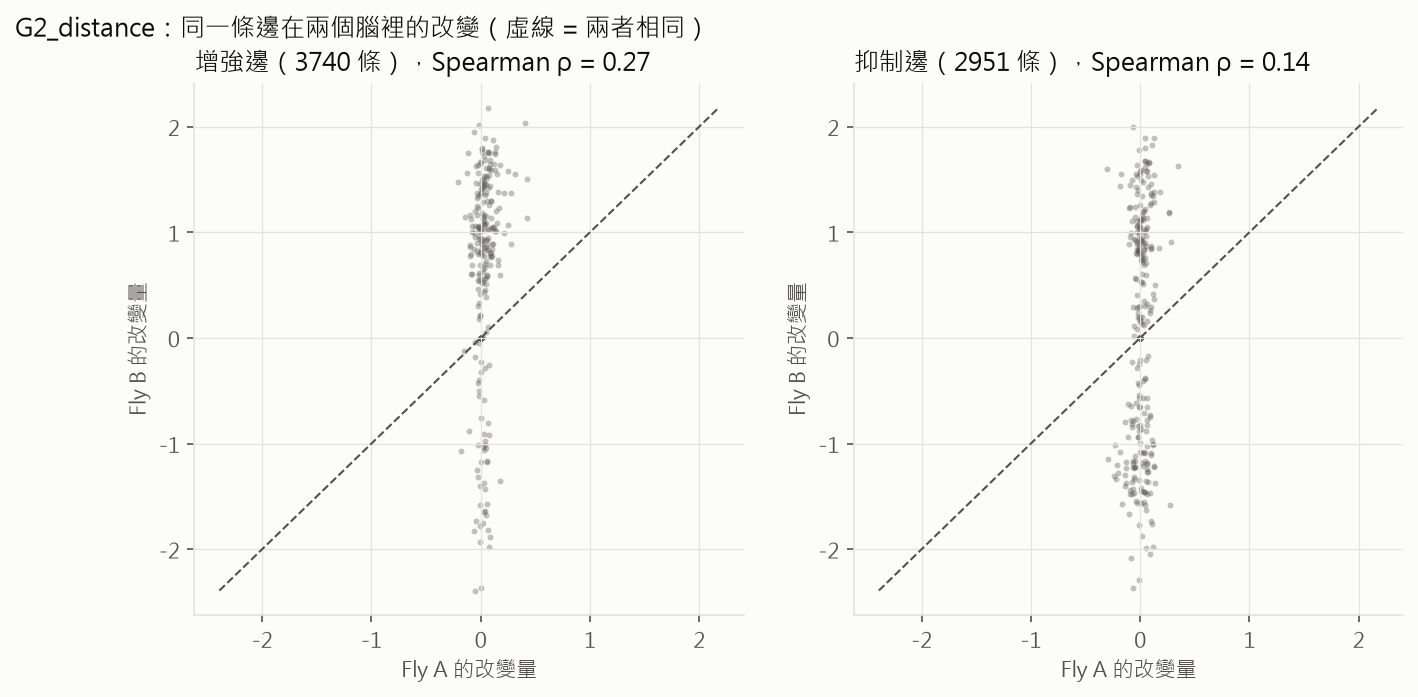 G2_distance：同一條邊在兩個腦裡的改變（虛線 = 兩者相同）
增強邊（3740 條），Spearman ρ = 0.27
抑制邊（2951 條），Spearman ρ = 0.14
Fly B 的改變量
2
1
0
-1
-2
-2 -1 0 1 2
Fly A 的改變量
Fly B 的改變量
2
1
0
-1
-2
-2 -1 0 1 2
Fly A 的改變量